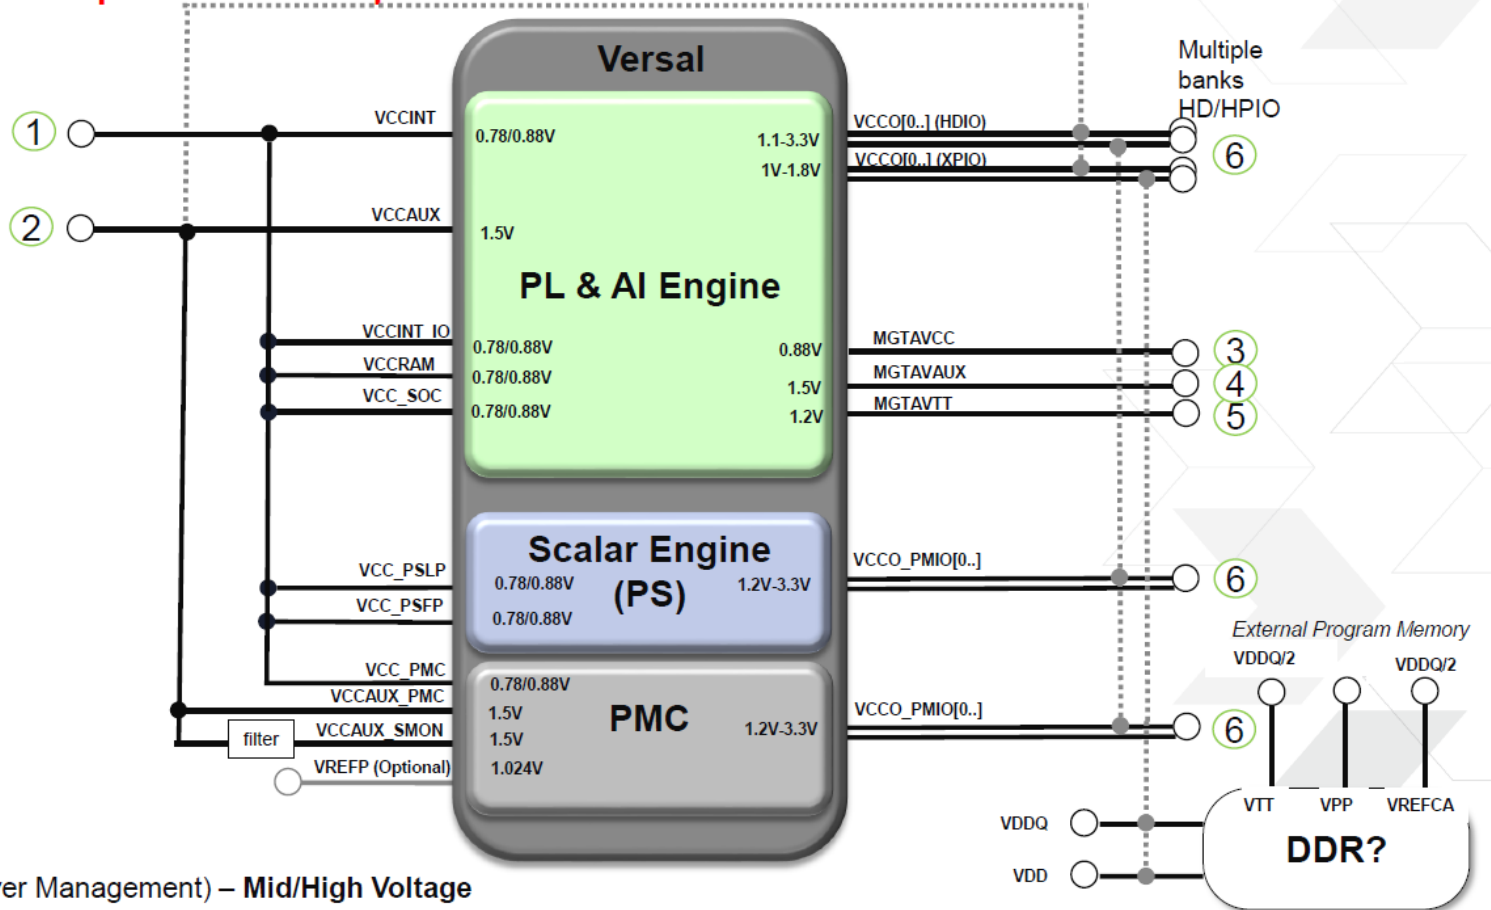 Versal
Multiple
banks
HD/HPIO
1
VCCINT
0.78/0.88V
VCCO[0..] (HDIO)
1.1-3.3V
VCCO[0..] (XPIO)
1V-1.8V
6
2
VCCAUX
1.5V
PL & AI Engine
VCCINT_IO
0.78/0.88V
VCCRAM
0.78/0.88V
VCC_SOC
0.78/0.88V
0.88V
MGTAVCC
3
1.5V
MGTAVAUX
4
1.2V
MGTAVTT
5
Scalar Engine
(PS)
VCC_PSLP
0.78/0.88V
VCC_PSFP
0.78/0.88V
1.2V-3.3V
VCCO_PMIO[0..]
6
VCC_PMC
0.78/0.88V
VCCAUX_PMC
1.5V
filter
VCCAUX_SMON
1.5V
VREFP (Optional)
1.024V
PMC
1.2V-3.3V
VCCO_PMIO[0..]
6
External Program Memory
VDDQ/2
VDDQ/2
VTT
VPP
VREFCA
VDDQ
VDD
DDR?
er Management) – Mid/High Voltage